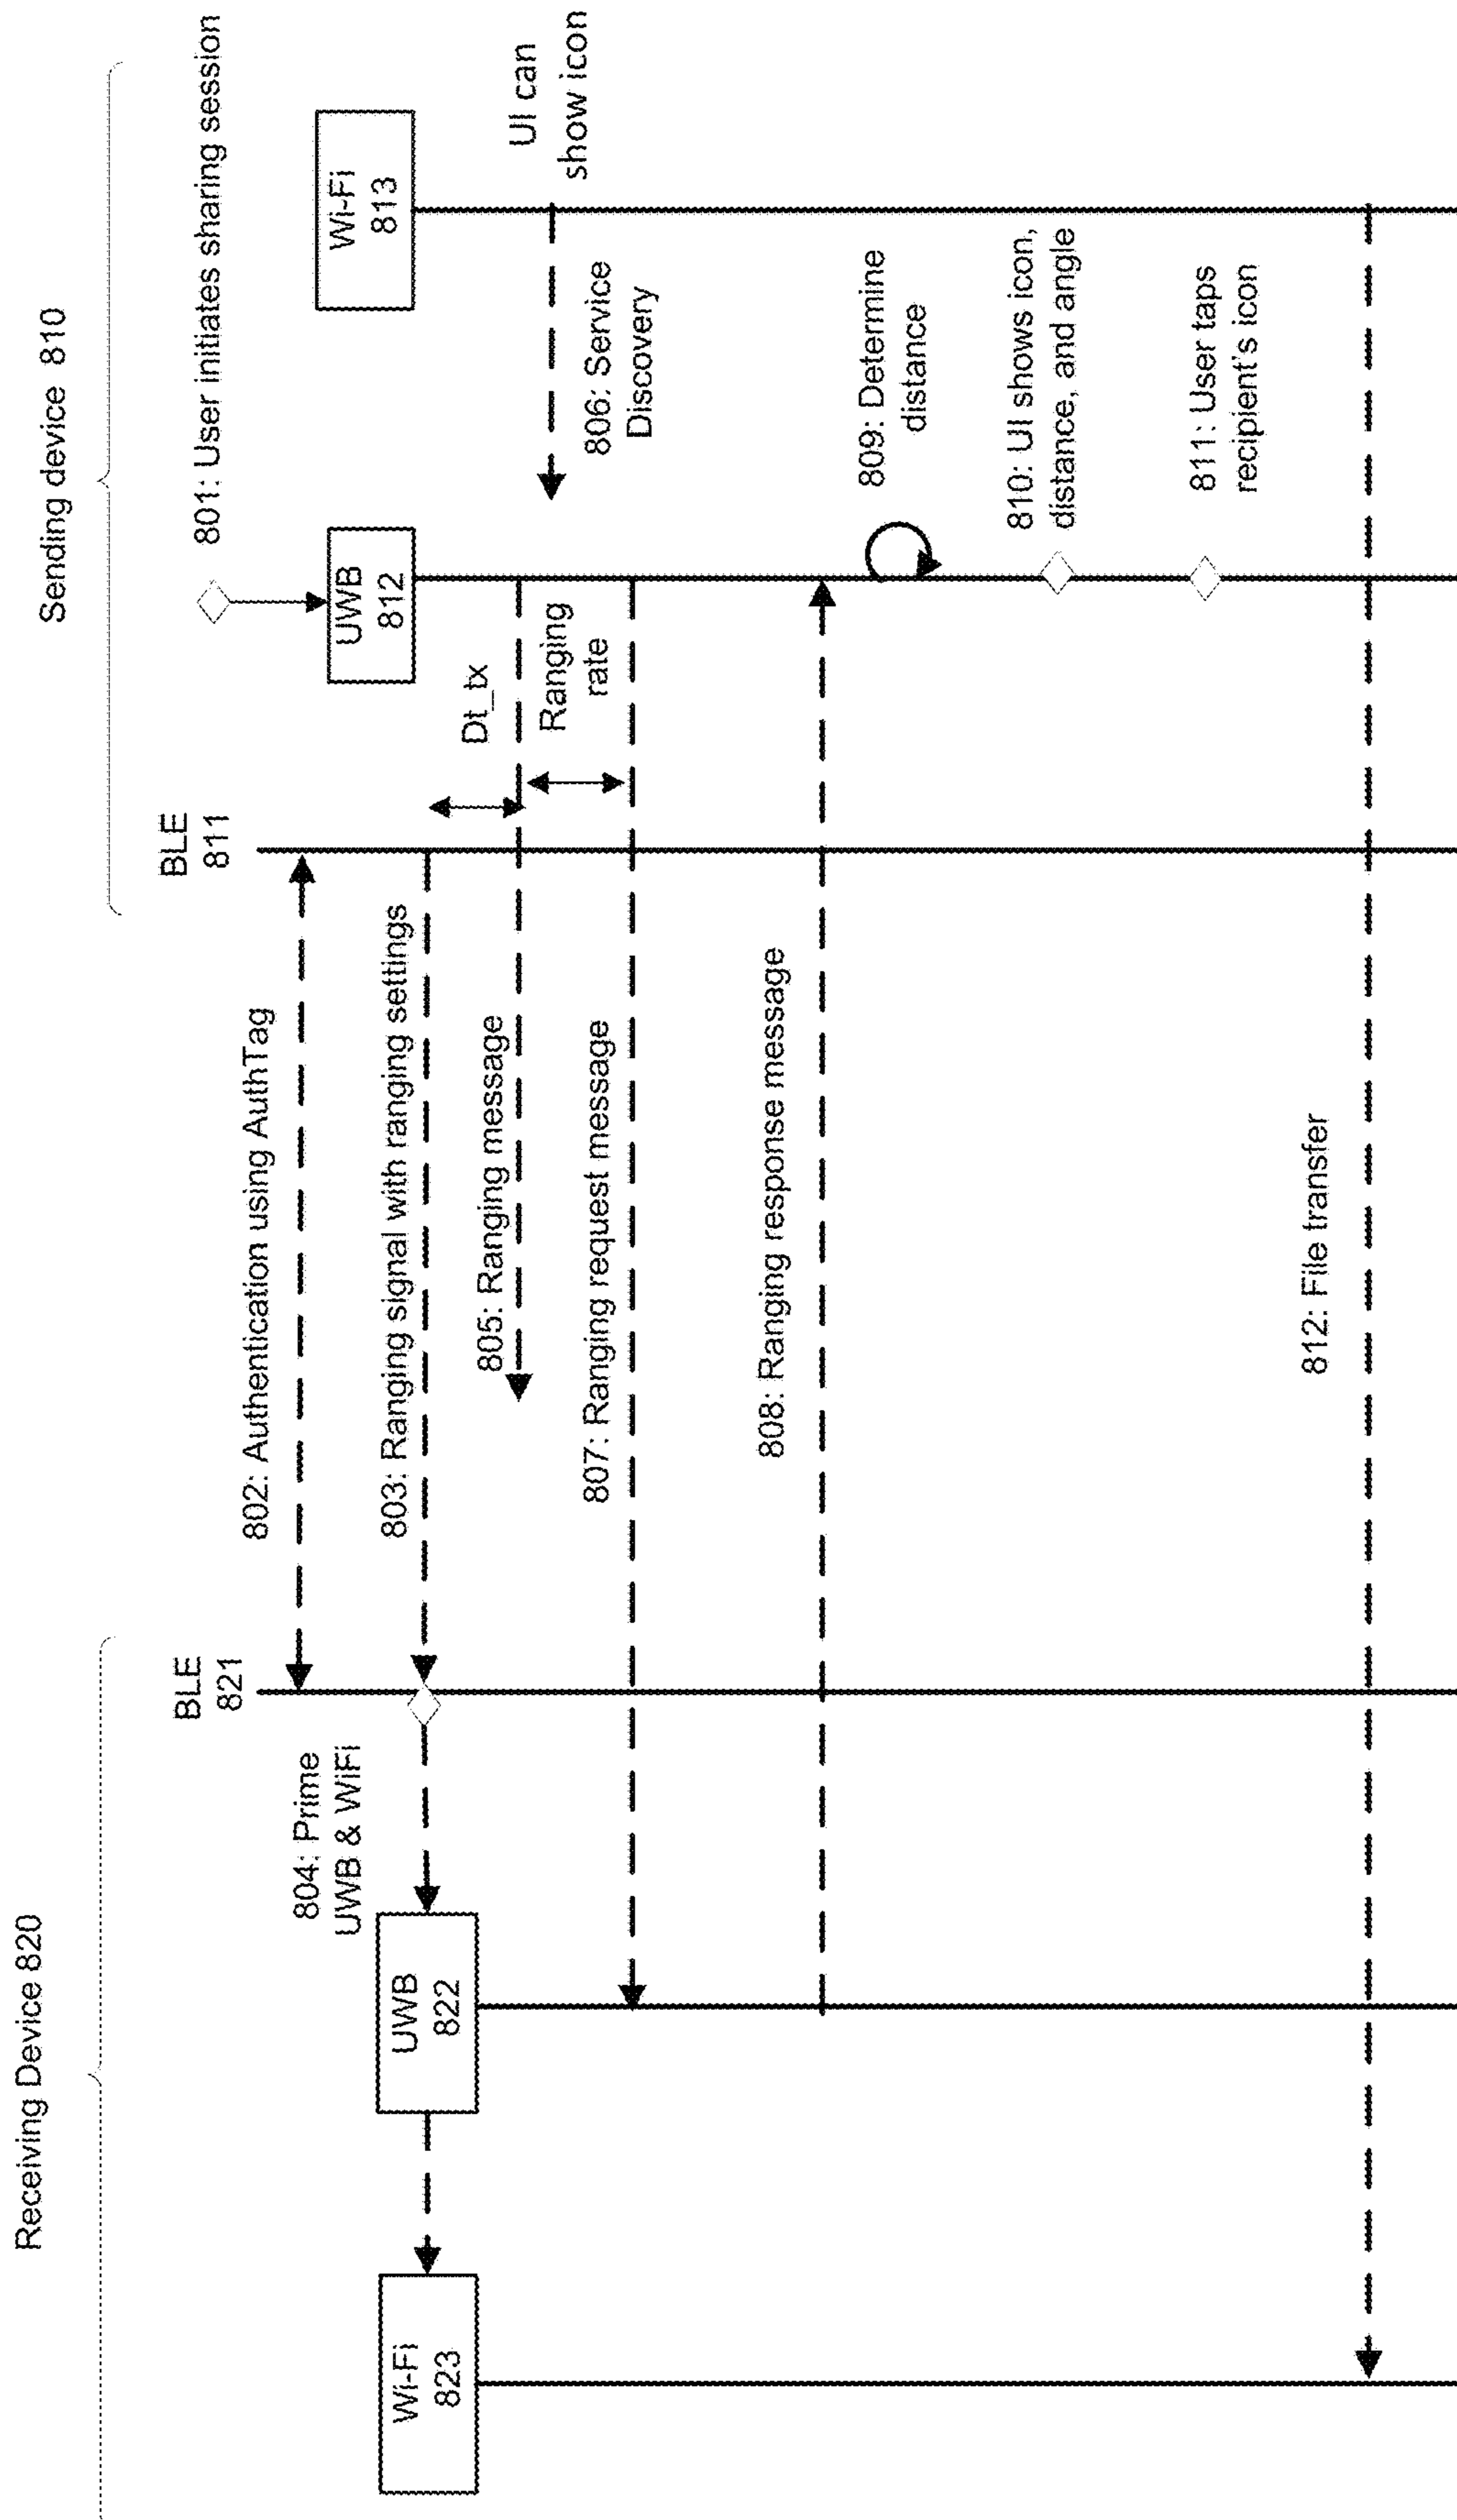 Receiving Device 820
Sending device 810
801: User initiates sharing session
BLE
821
BLE
811
802: Authentication using AuthTag
804: Prime
UWB & WiFi
803: Ranging signal with ranging settings
Wi-Fi
823
UWB
822
UWB
812
Wi-Fi
813
Dt_tx
805: Ranging message
UI can
show icon
Ranging
rate
806: Service
Discovery
807: Ranging request message
808: Ranging response message
809: Determine
distance
810: UI shows icon,
distance, and angle
811: User taps
recipient's icon
812: File transfer